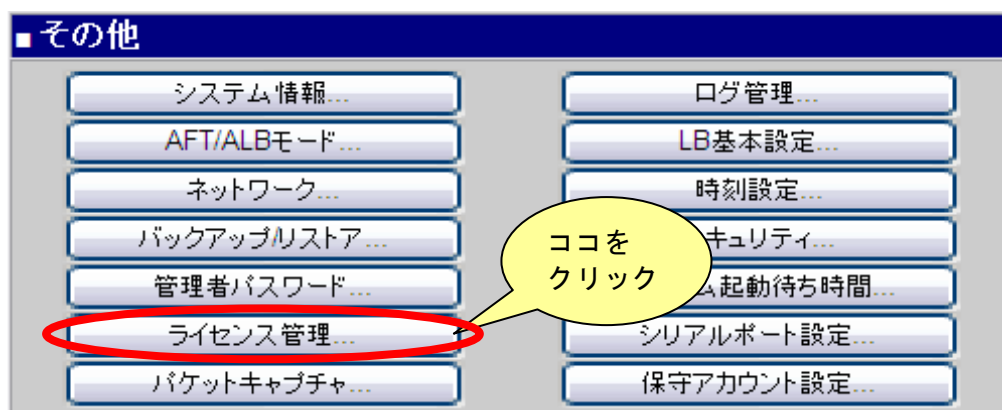 ■その他
システム情報...
ログ管理...
AFT/ALBモード...
LB基本設定...
ネットワーク...
時刻設定...
バックアップ/リストア...
キュリティ...
管理者パスワード...
ム起動待ち時間...
ココを
クリック
ライセンス管理...
シリアルポート設定...
パケットキャプチャ...
保守アカウント設定...